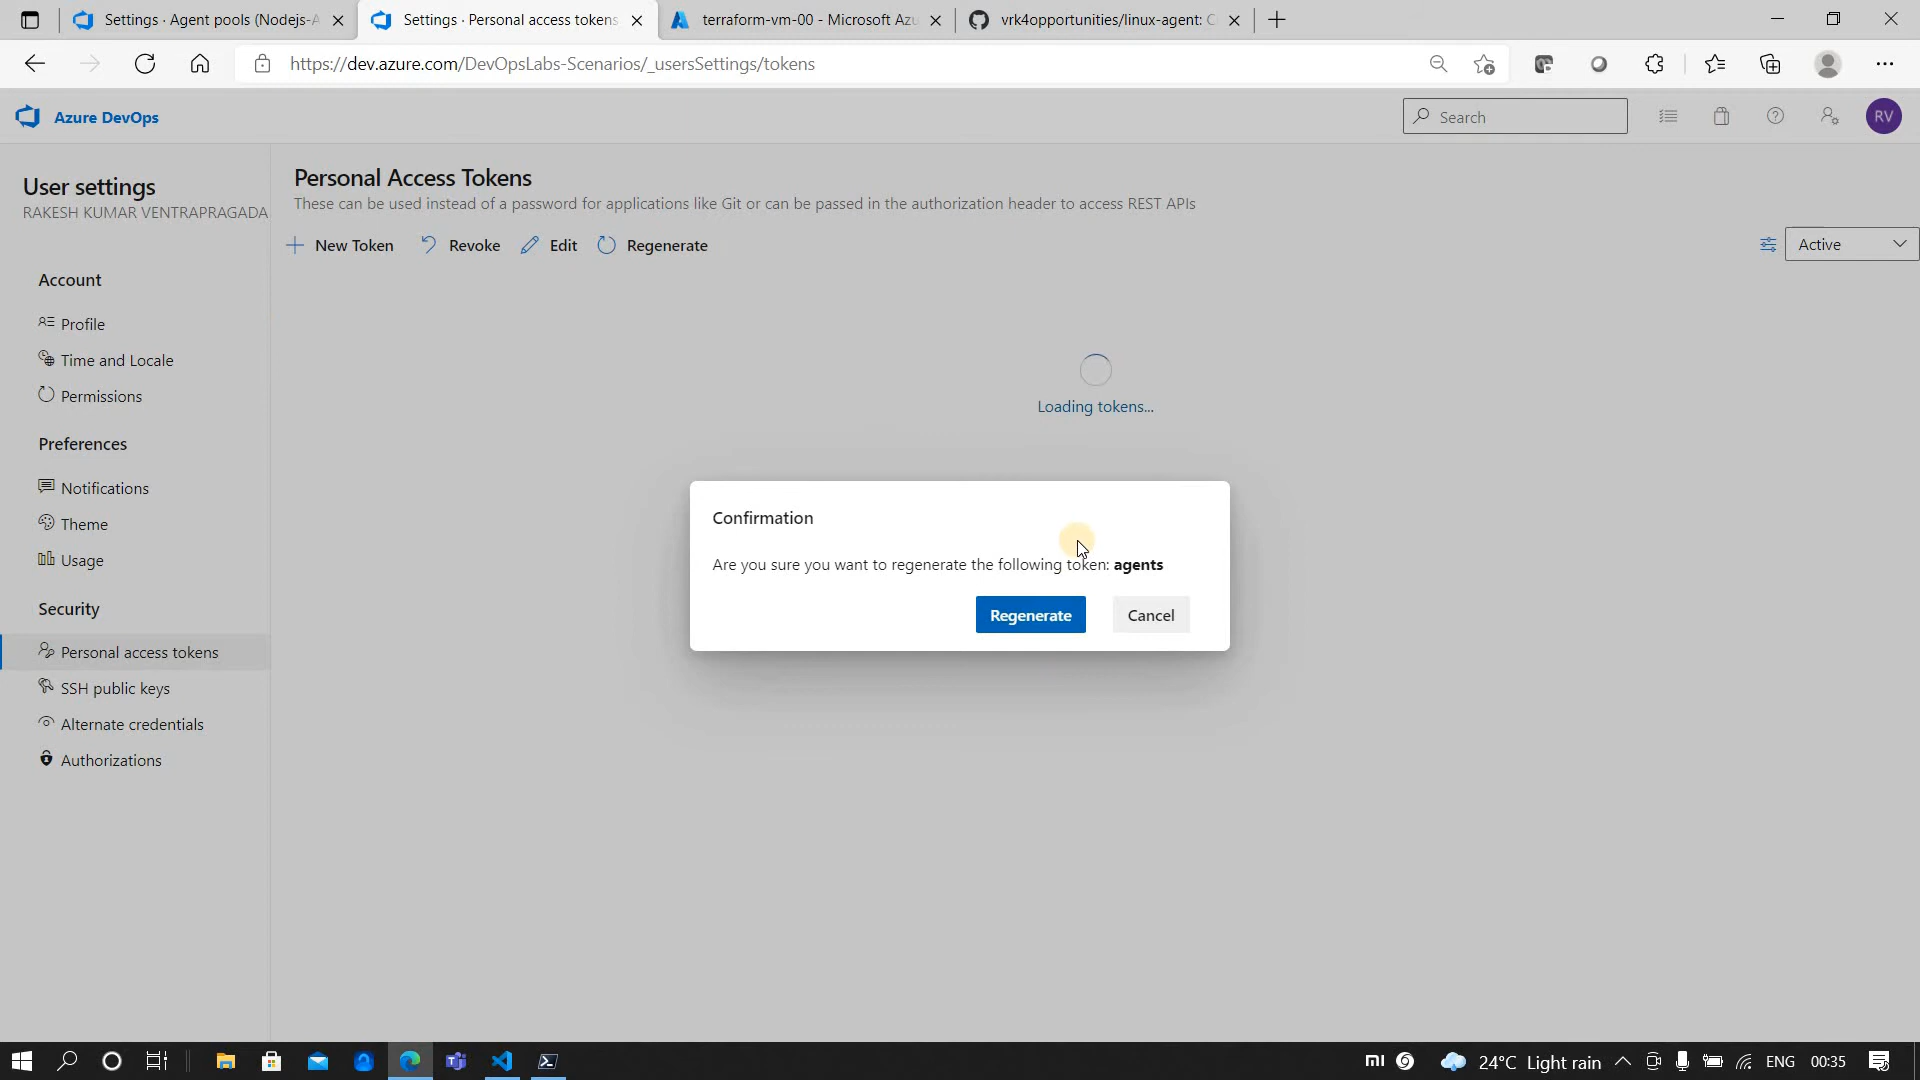 Settings · Agent pools (Nodejs-A
Settings · Personal access tokens
terraform-vm-00 - Microsoft Azu
vrk4opportunities/linux-agent: C
https://dev.azure.com/DevOpsLabs-Scenarios/_usersSettings/tokens
Azure DevOps
Search
RV
User settings
RAKESH KUMAR VENTRAPRAGADA
Account
Profile
Time and Locale
Permissions
Preferences
Notifications
Theme
Usage
Security
Personal access tokens
SSH public keys
Alternate credentials
Authorizations
Personal Access Tokens
These can be used instead of a password for applications like Git or can be passed in the authorization header to access REST APIs
New Token
Revoke
Edit
Regenerate
Active
Loading tokens...
Confirmation
Are you sure you want to regenerate the following token: agents
Regenerate
Cancel
24°C Light rain
ENG
00:35